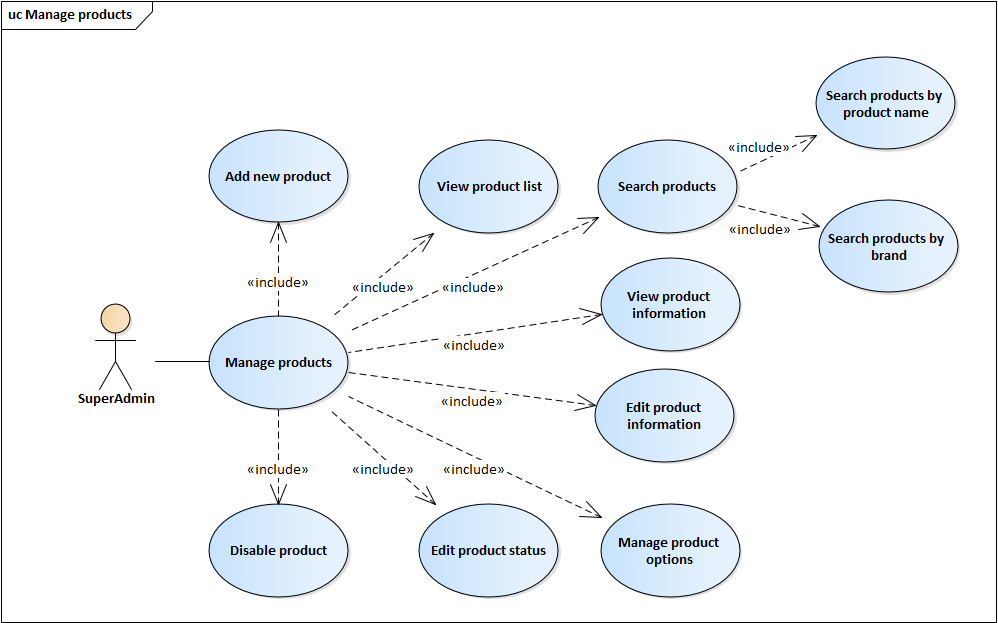 uc Manage products
Search products by
product name
«include»
Add new product
View product list
Search products
«include»
Search products by
brand
«include»
«include»
«include»
View product
information
«include»
Manage products
SuperAdmin
«include»
Edit product
information
«include»
«include»
«include»
Disable product
Edit product status
Manage product
options